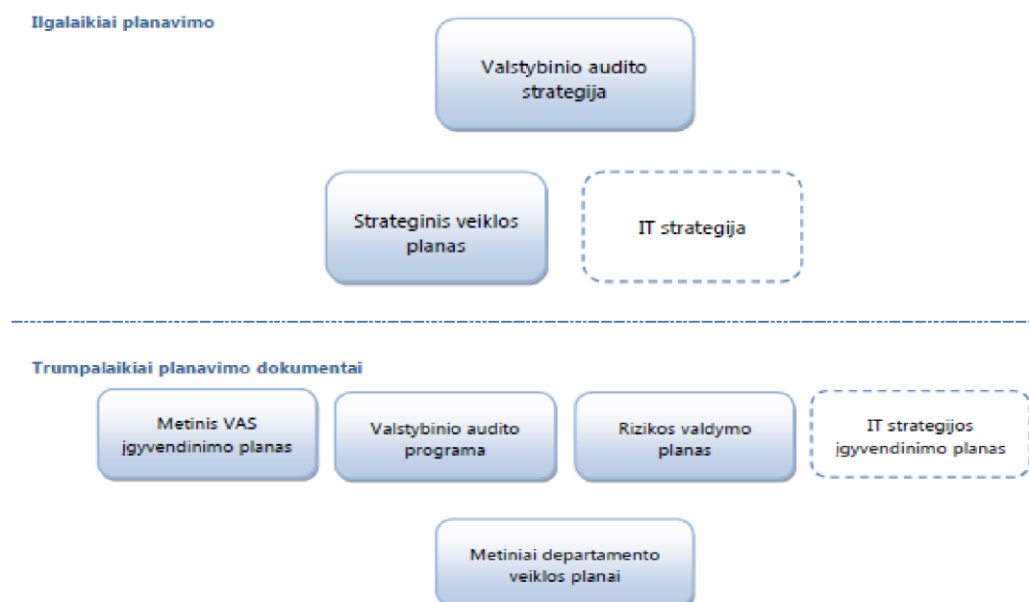 Ilgalaikiai planavimo
Valstybinio audito
strategija
Strateginis veiklos
planas
IT strategija
Trumpalaikiai planavimo dokumentai
Metinis VAS
įgyvendinimo planas
Valstybinio audito
programa
Rizikos valdymo
planas
IT strategijos
įgyvendinimo planas
Metiniai departamento
veiklos planai